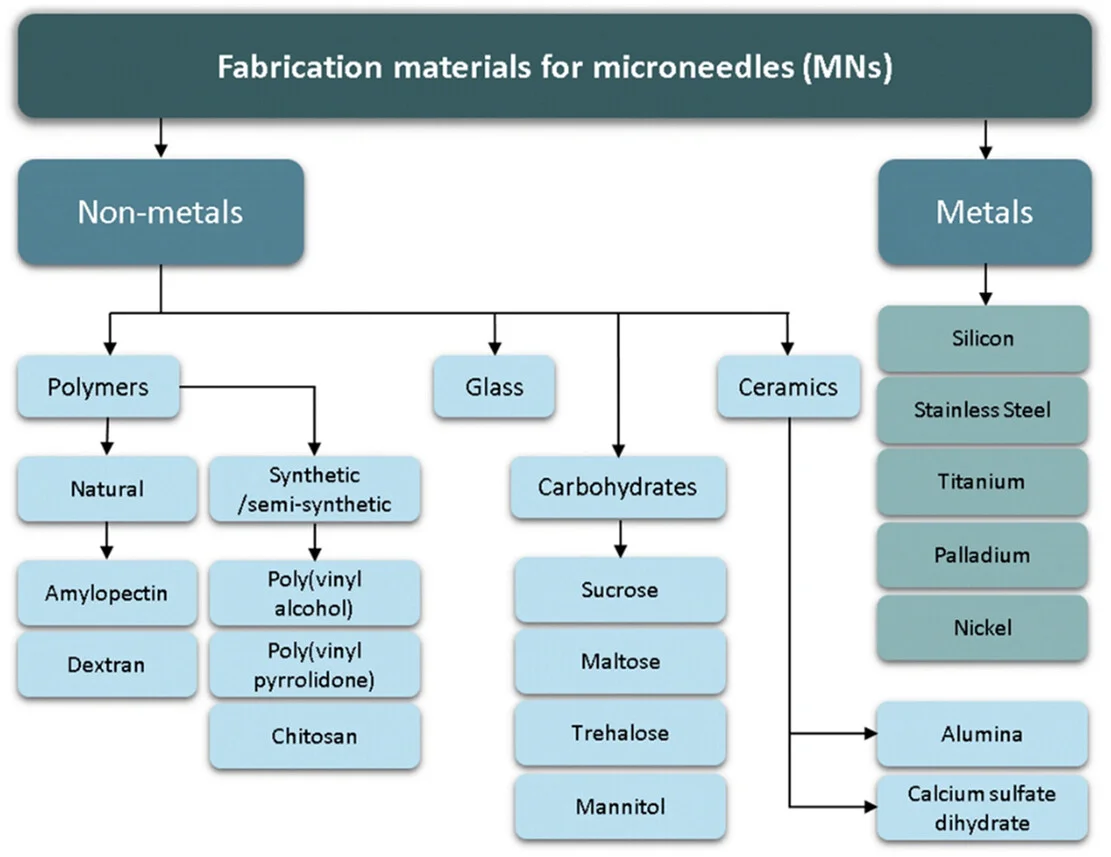 Fabrication materials for microneedles (MNs)
Non-metals
Metals
Polymers
Glass
Ceramics
Natural
Synthetic
/semi-synthetic
Carbohydrates
Amylopectin
Dextran
Poly(vinyl
alcohol)
Poly(vinyl
pyrrolidone)
Chitosan
Sucrose
Maltose
Trehalose
Mannitol
Silicon
Stainless Steel
Titanium
Palladium
Nickel
Alumina
Calcium sulfate
dihydrate